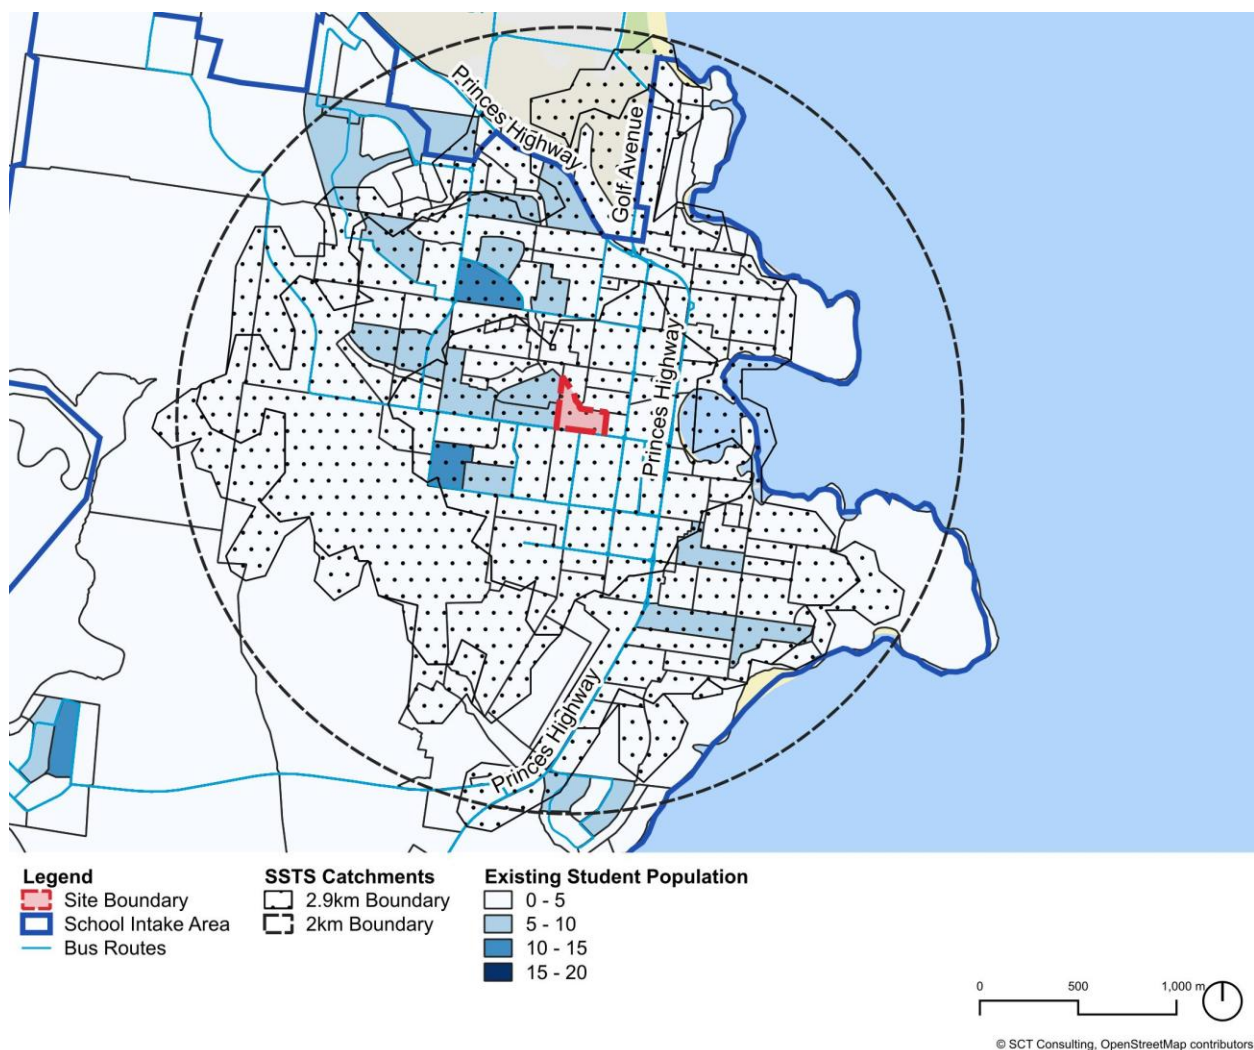 Princes Highway
Golf Avenue
Princes Highway
Princes Highway
Legend
Site Boundary
School Intake Area
Bus Routes
SSTS Catchments
2.9km Boundary
2km Boundary
Existing Student Population
0 - 5
5 - 10
10 - 15
15 - 20
0 500 1,000 m
© SCT Consulting, OpenStreetMap contributors